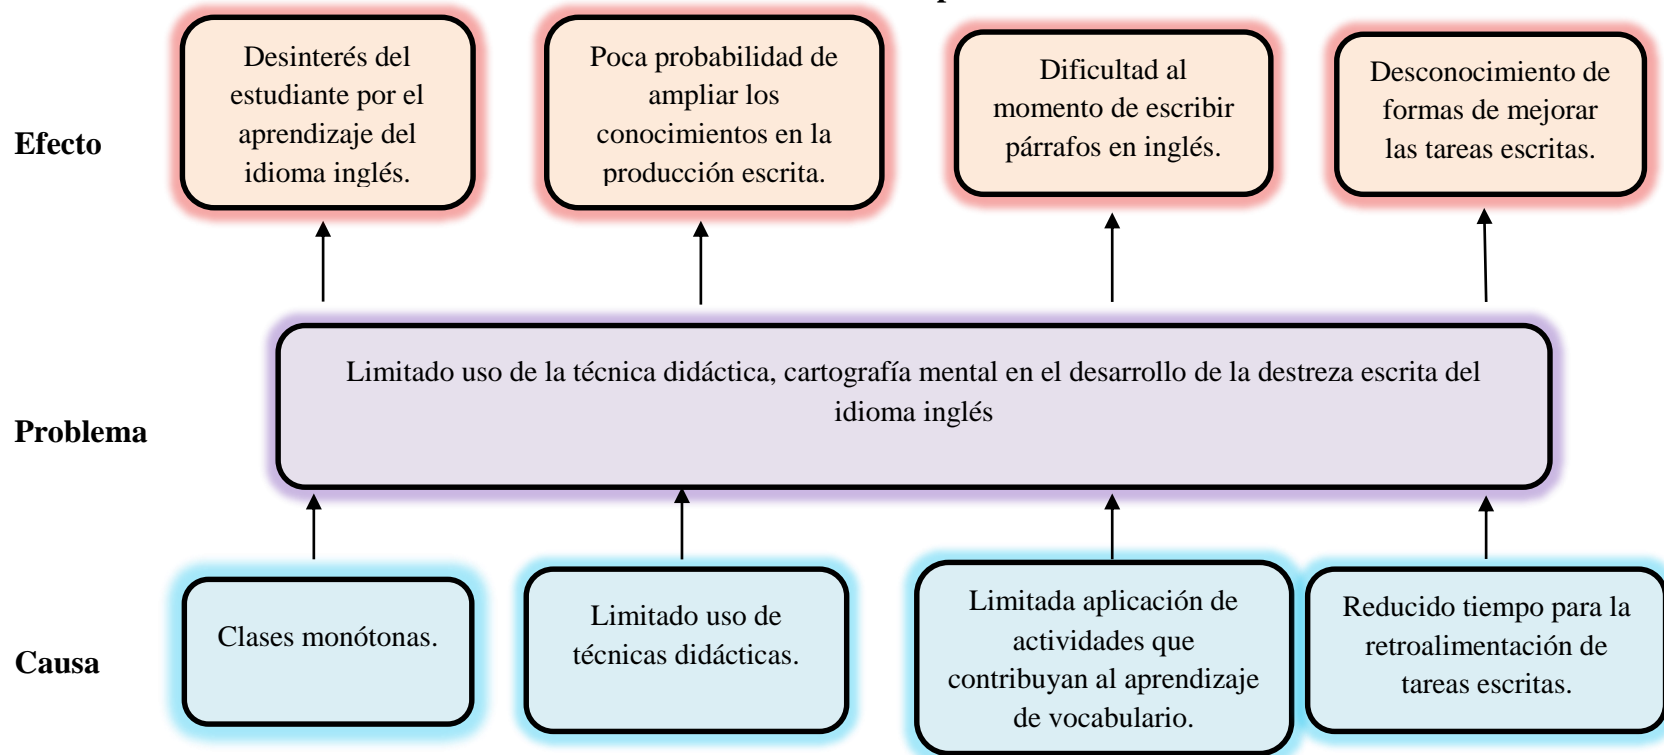 Efecto
Desinterés del
estudiante por el
aprendizaje del
idioma inglés.
Poca probabilidad de
ampliar los
conocimientos en la
producción escrita.
Dificultad al
momento de escribir
párrafos en inglés.
Desconocimiento de
formas de mejorar
las tareas escritas.
Problema
Limitado uso de la técnica didáctica, cartografía mental en el desarrollo de la destreza escrita del
idioma inglés
Causa
Clases monótonas.
Limitado uso de
técnicas didácticas.
Limitada aplicación de
actividades que
contribuyan al aprendizaje
de vocabulario.
Reducido tiempo para la
retroalimentación de
tareas escritas.